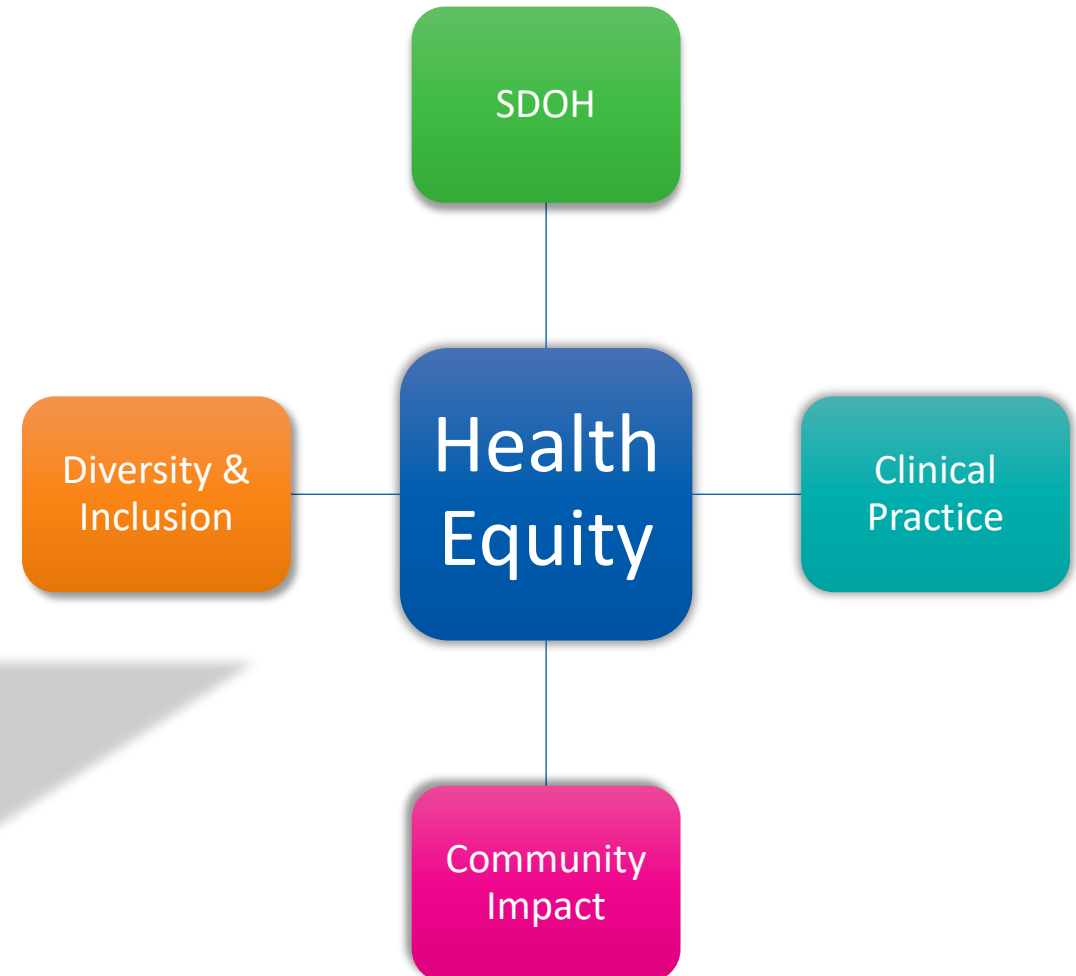 SDOH
Diversity &
Inclusion
Health
Equity
Clinical
Practice
Community
Impact